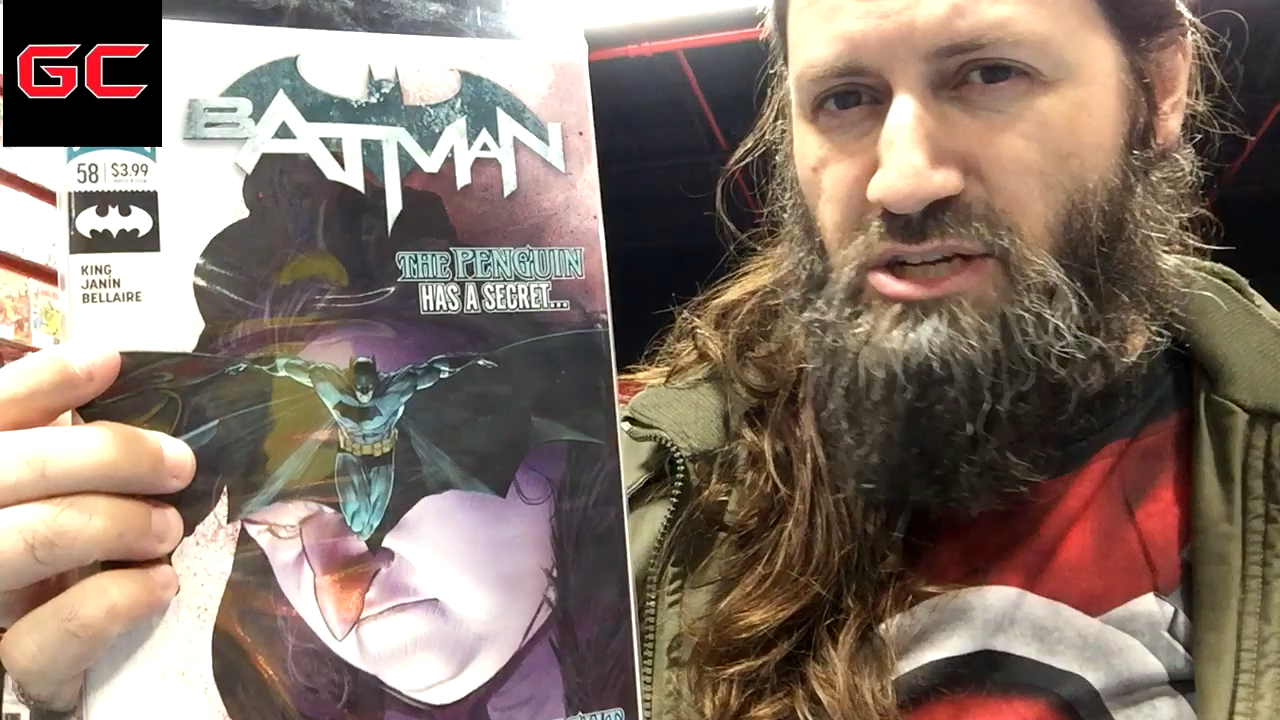 GC
BATMAN
58 $3.99
KING
JANIN
BELLAIRE
THE PENGUIN
HAS A SECRET...